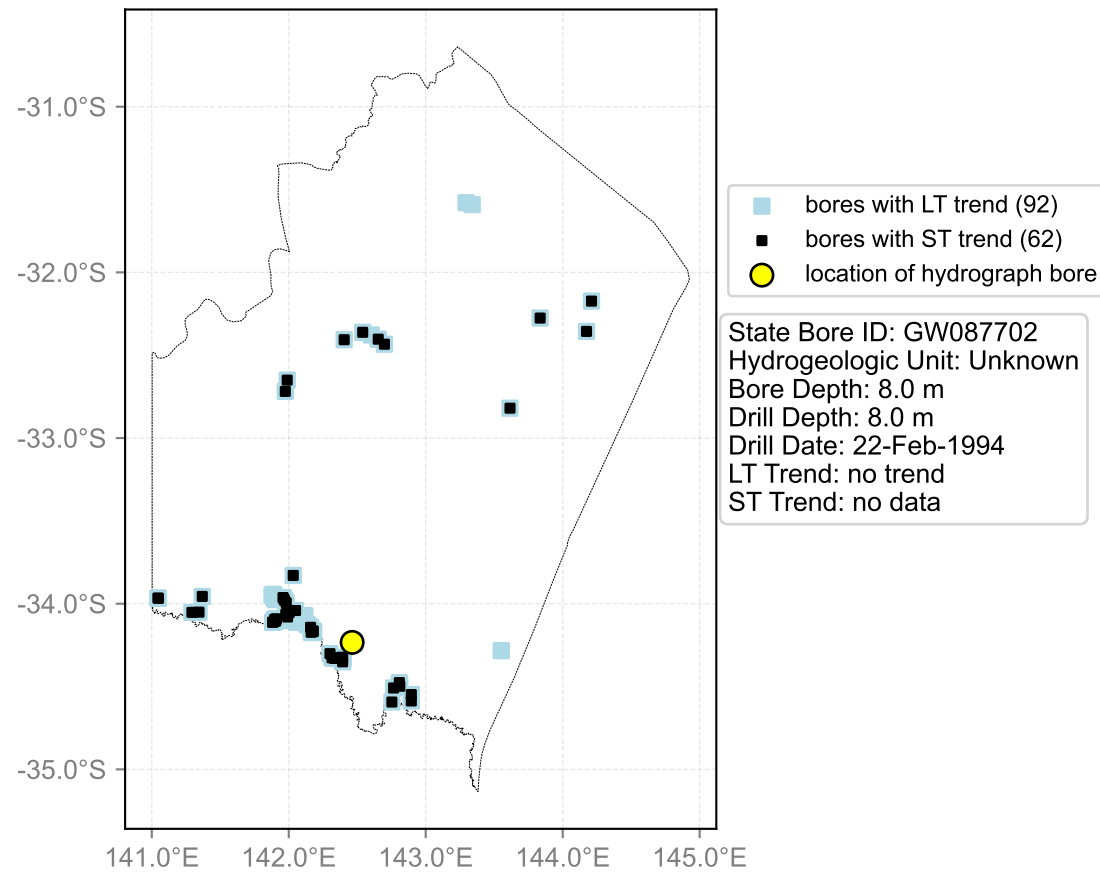 -31.0°S
-32.0°S
-33.0°S
-34.0°S
-35.0°S
141.0°E 142.0°E 143.0°E 144.0°E 145.0°E
bores with LT trend (92)
bores with ST trend (62)
location of hydrograph bore
State Bore ID: GW087702
Hydrogeologic Unit: Unknown
Bore Depth: 8.0 m
Drill Depth: 8.0 m
Drill Date: 22-Feb-1994
LT Trend: no trend
ST Trend: no data